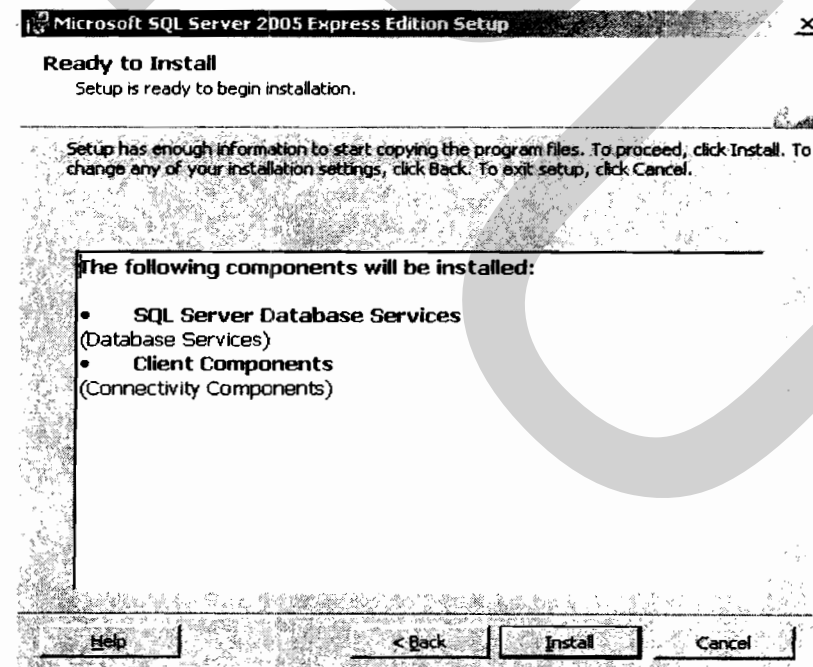 Microsoft SQL Server 2005 Express Edition Setup
Ready to Install
Setup is ready to begin installation.
Setup has enough information to start copying the program files. To proceed, click Install. To
change any of your installation settings, click Back. To exit setup, click Cancel.
The following components will be installed:
• SQL Server Database Services
(Database Services)
• Client Components
(Connectivity Components)
Help
< Back
Install
Cancel